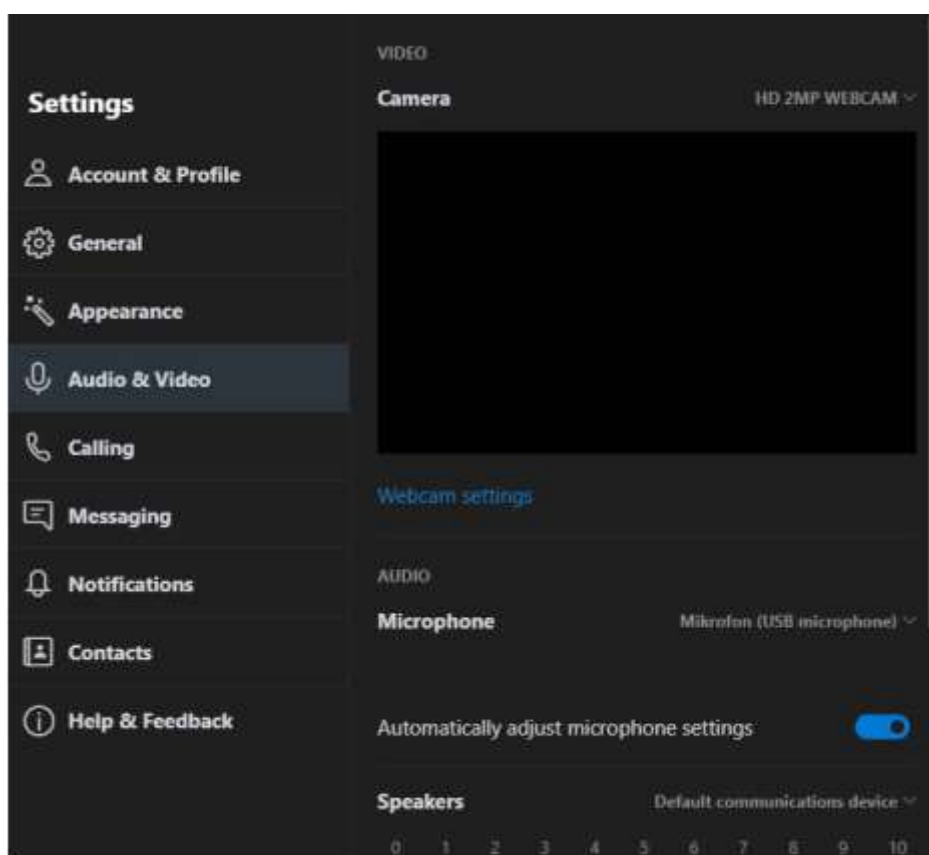 Settings
Account & Profile
General
Appearance
Audio & Video
Calling
Messaging
Notifications
Contacts
Help & Feedback
VIDEO
Camera HD 2MP WEBCAM
Webcam settings
AUDIO
Microphone Mikrofon (USB microphone)
Automatically adjust microphone settings
Speakers Default communications device
0 1 2 3 4 5 6 7 8 9 10